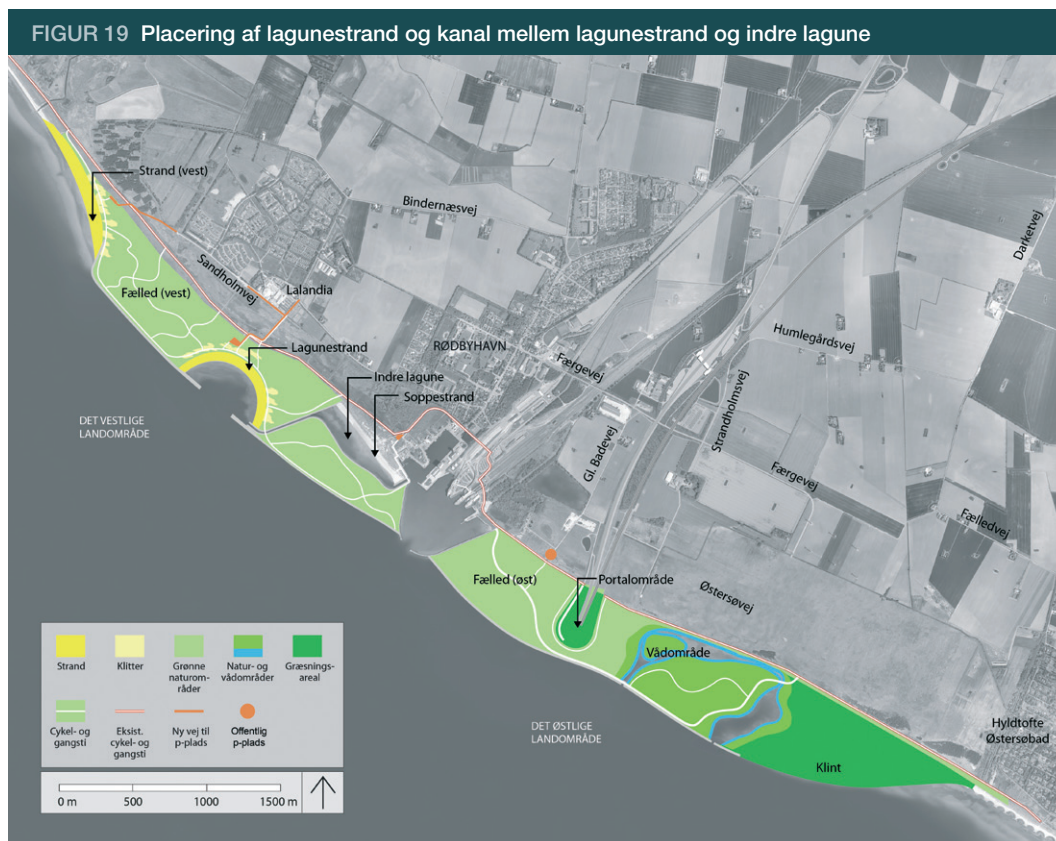 FIGUR 19 Placering af lagunestrand og kanal mellem lagunestrand og indre lagune
Strand (vest)
Bindernæsvej
Darketvej
Sandholmvej
Fælled (vest)
Lalandia
Humlegårdsvej
Lagunestrand
RØDBYHAVN
Færgevej
Indre lagune
Soppestrand
Strandholmsvej
DET VESTLIGE
LANDOMRÅDE
Gl. Badevej
Færgevej
Fælledvej
Fælled (øst)
Portalområde
Østersøvej
Vådområde
DET ØSTLIGE
LANDOMRÅDE
Hyldtofte
Østersøbad
Klint
Strand
Klitter
Grønne
naturom-
råder
Natur- og
vådområder
Græsnings-
areal
Cykel- og
gangsti
Eksist.
cykel- og
gangsti
Ny vej til
p-plads
Offentlig
p-plads
0 m 500 1000 1500 m